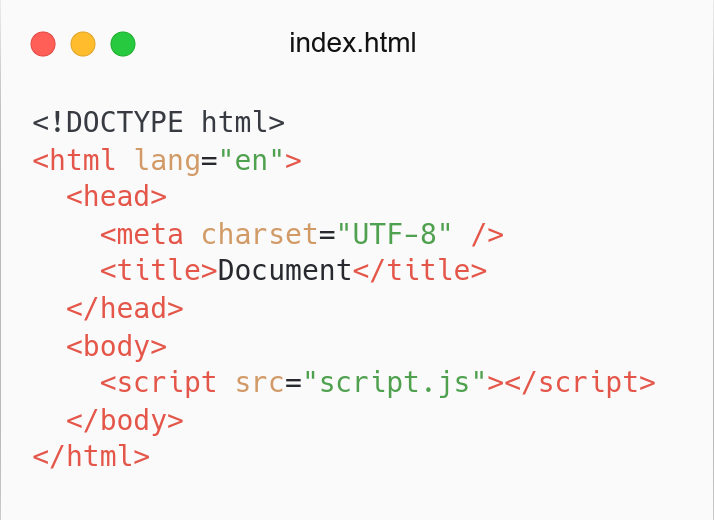 index.html
<!DOCTYPE html>
<html lang="en">
  <head>
    <meta charset="UTF-8" />
    <title>Document</title>
  </head>
  <body>
    <script src="script.js"></script>
  </body>
</html>